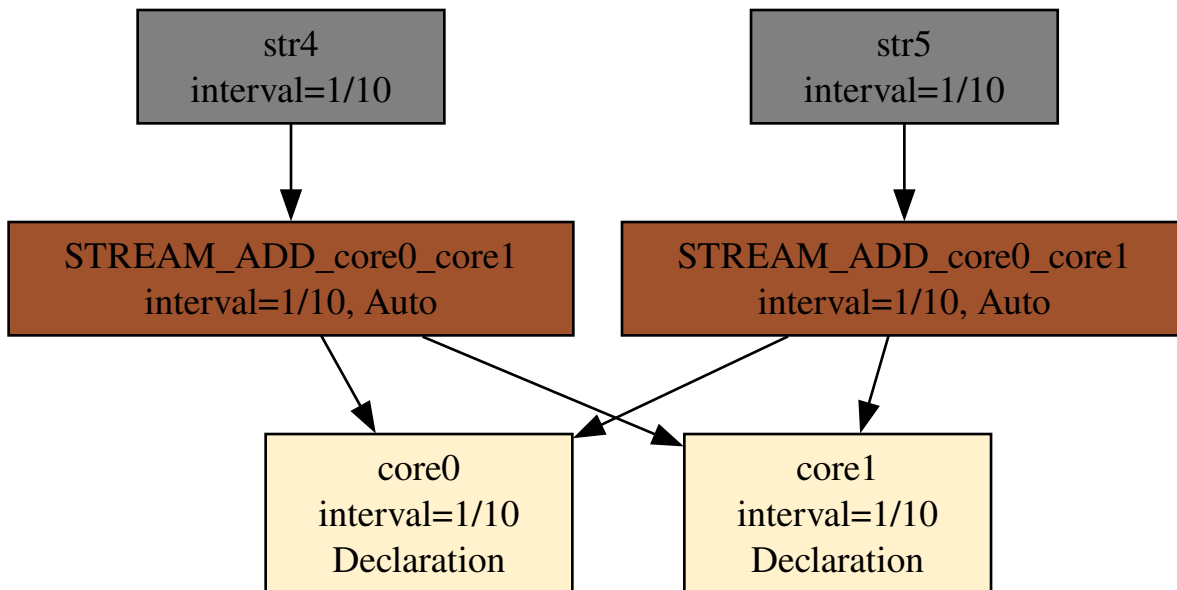 str4
interval=1/10
str5
interval=1/10
STREAM_ADD_core0_core1
interval=1/10, Auto
STREAM_ADD_core0_core1
interval=1/10, Auto
core0
interval=1/10
Declaration
core1
interval=1/10
Declaration